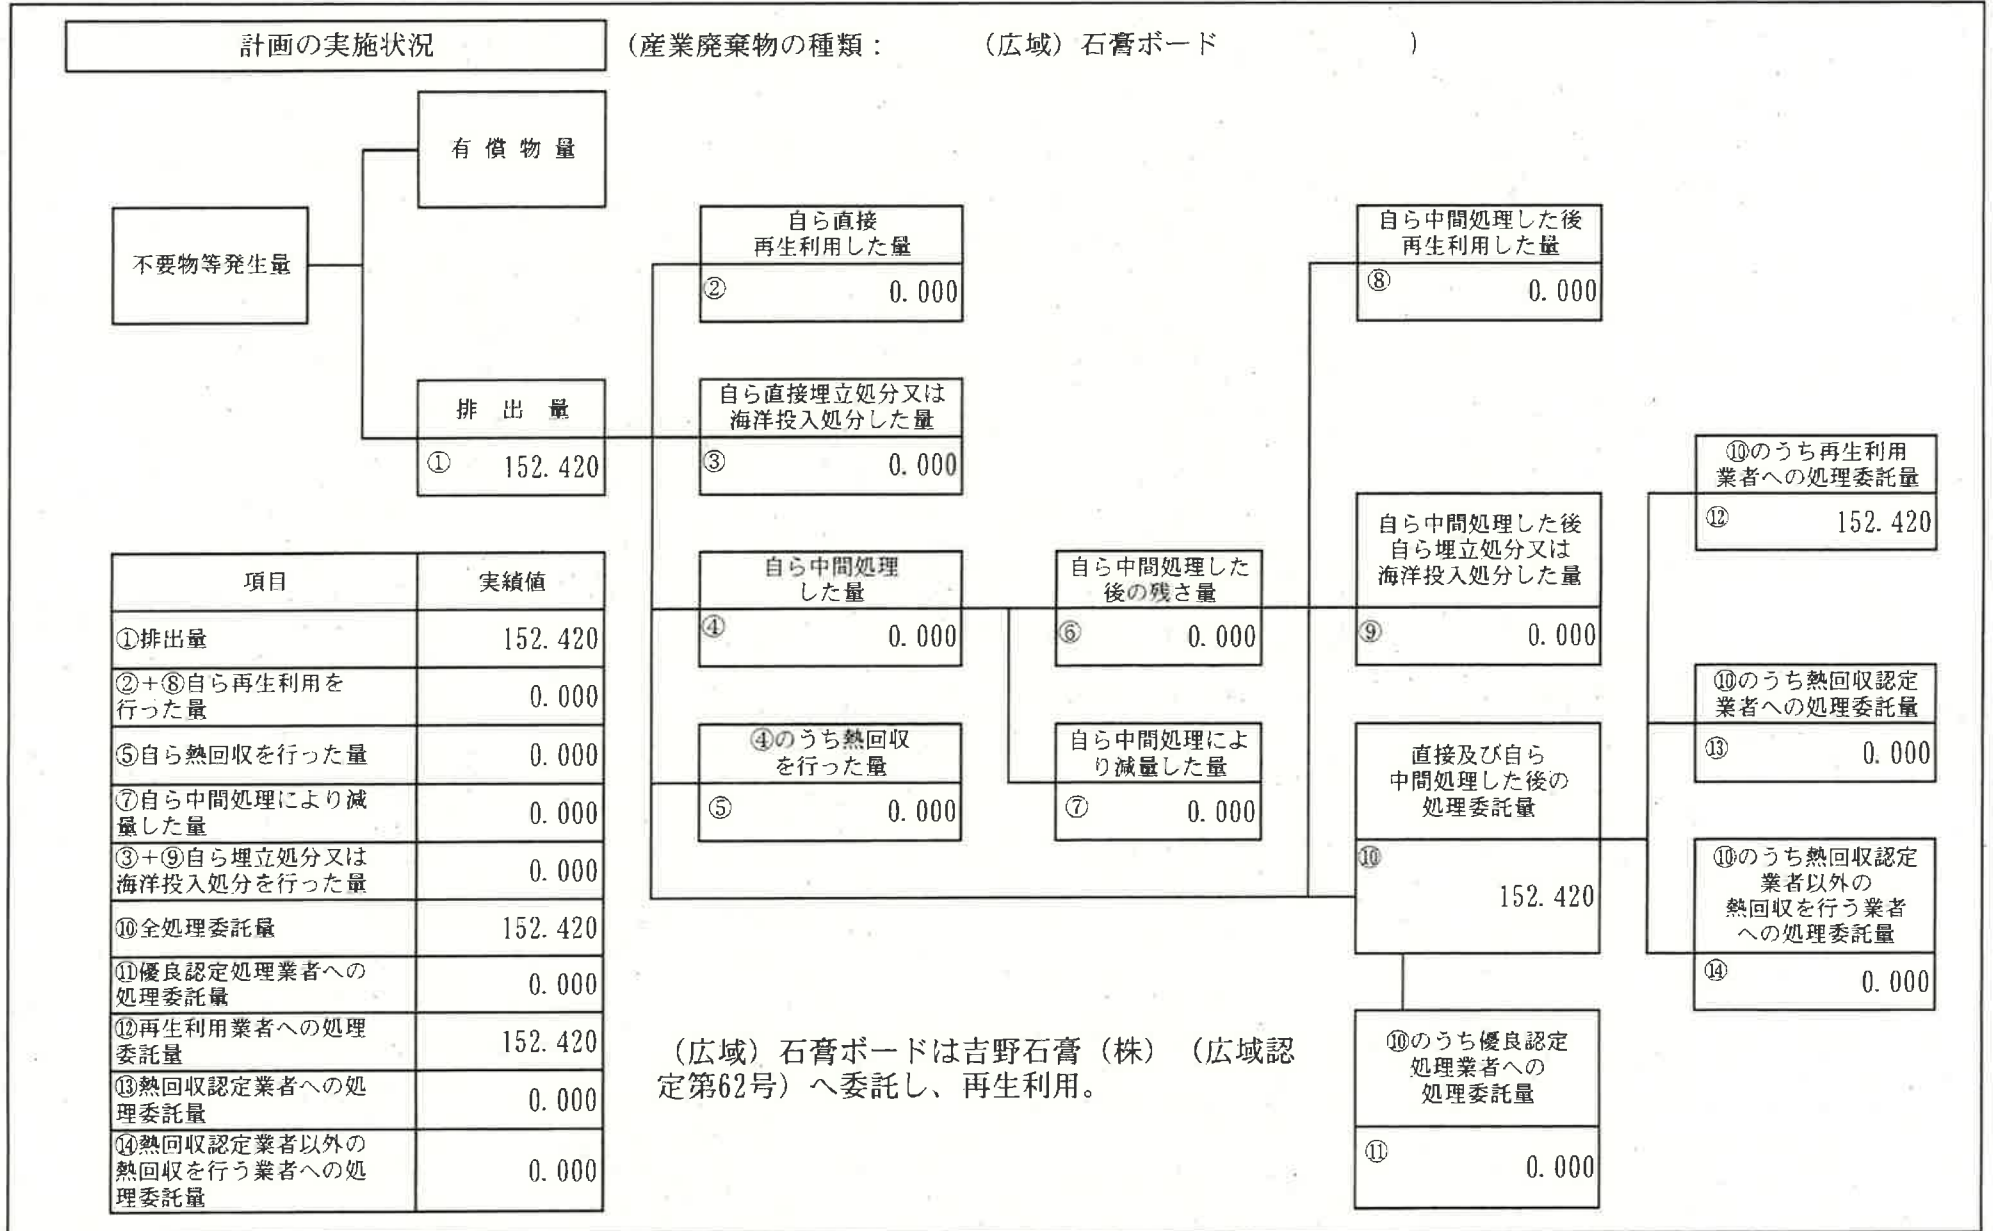 計画の実施状況
(産業廃棄物の種類： （広域）石膏ボード )
有 償 物 量
不要物等発生量
排 出 量
① 152.420
自ら直接
再生利用した量
② 0.000
自ら直接埋立処分又は
海洋投入処分した量
③ 0.000
自ら中間処理
した量
④ 0.000
④のうち熱回収
を行った量
⑤ 0.000
自ら中間処理した
後の残さ量
⑥ 0.000
自ら中間処理によ
り減量した量
⑦ 0.000
自ら中間処理した後
再生利用した量
⑧ 0.000
自ら中間処理した後
自ら埋立処分又は
海洋投入処分した量
⑨ 0.000
直接及び自ら
中間処理した後の
処理委託量
⑩
152.420
⑩のうち優良認定
処理業者への
処理委託量
⑪ 0.000
⑩のうち再生利用
業者への処理委託量
⑫ 152.420
⑩のうち熱回収認定
業者への処理委託量
⑬ 0.000
⑩のうち熱回収認定
業者以外の
熱回収を行う業者
への処理委託量
⑭ 0.000
項目 実績値
①排出量 152.420
②＋⑧自ら再生利用を
行った量 0.000
⑤自ら熱回収を行った量 0.000
⑦自ら中間処理により減
量した量 0.000
③＋⑨自ら埋立処分又は
海洋投入処分を行った量 0.000
⑩全処理委託量 152.420
⑪優良認定処理業者への
処理委託量 0.000
⑫再生利用業者への処理
委託量 152.420
⑬熱回収認定業者への処
理委託量 0.000
⑭熱回収認定業者以外の
熱回収を行う業者への処
理委託量 0.000
（広域）石膏ボードは吉野石膏（株）（広域認
定第62号）へ委託し、再生利用。